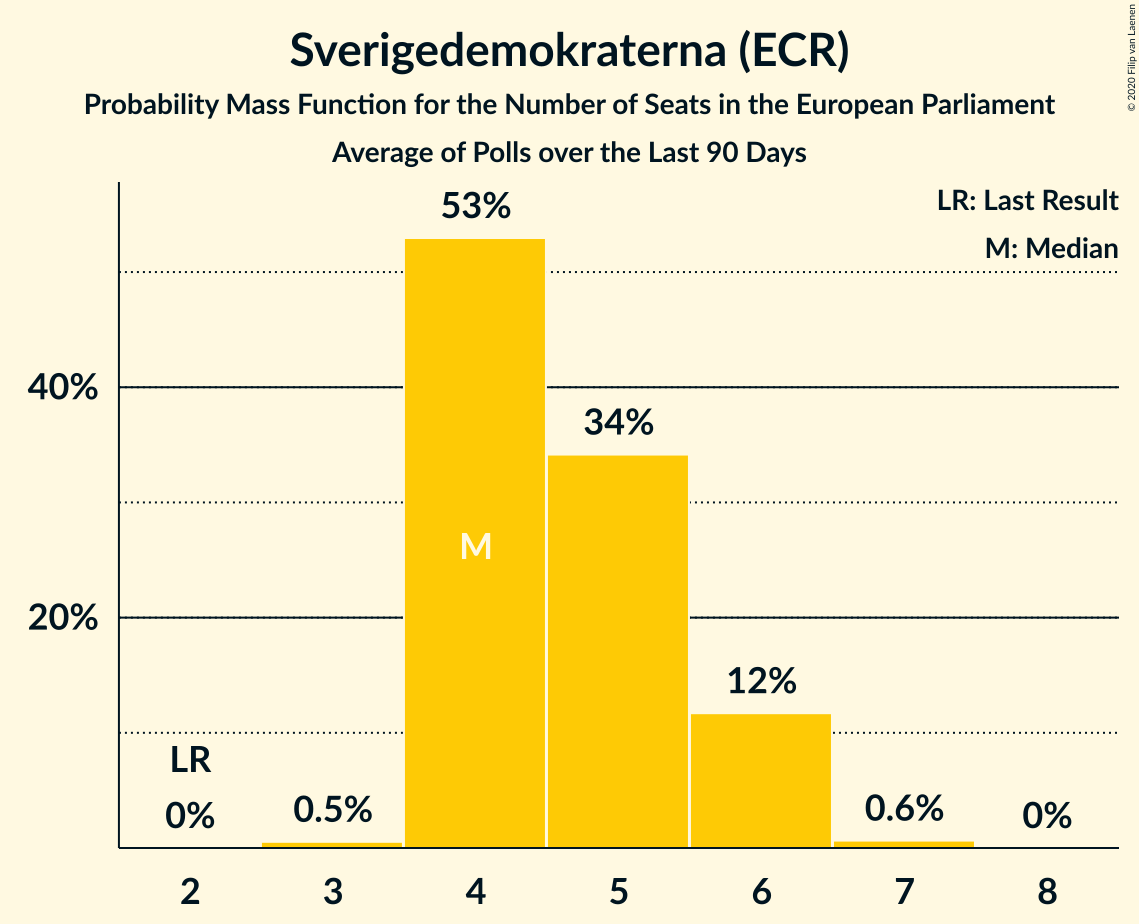 Sverigedemokraterna (ECR)
Probability Mass Function for the Number of Seats in the European Parliament
Average of Polls over the Last 90 Days
© 2020 Filip van Laenen
LR: Last Result
M: Median
53%
40%
34%
M
20%
12%
LR
0%
0.5%
0.6%
0%
2 3 4 5 6 7 8